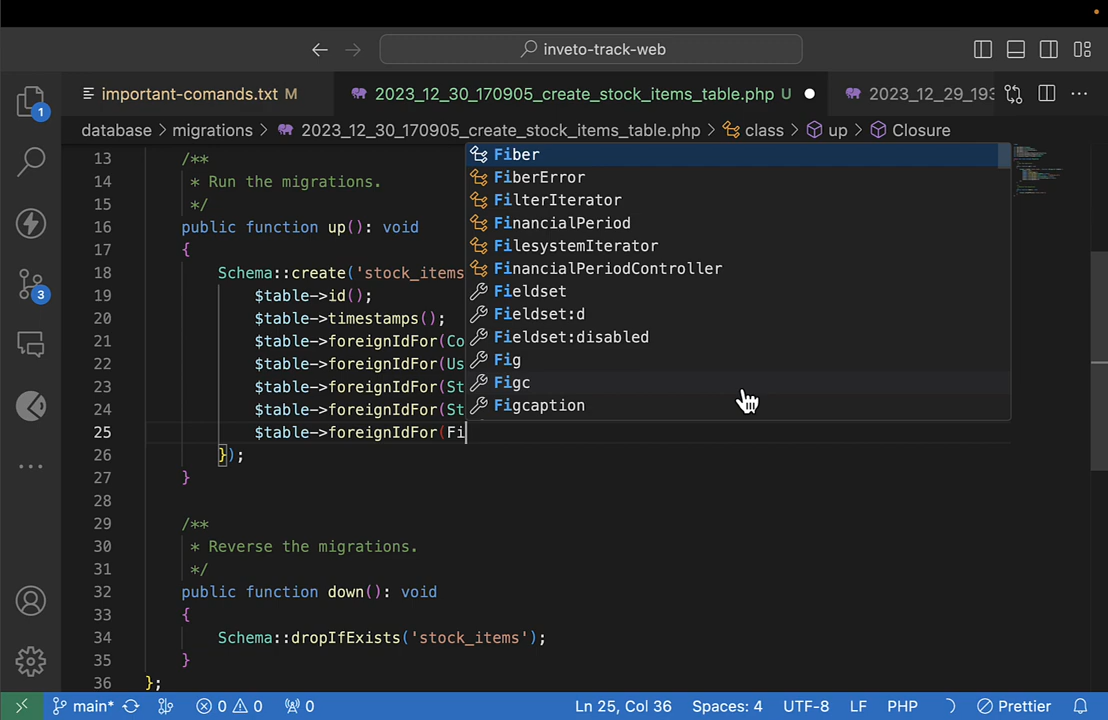 inveto-track-web
important-comands.txt M
2023_12_30_170905_create_stock_items_table.php U
2023_12_29_193
database > migrations > 2023_12_30_170905_create_stock_items_table.php > class > up > Closure
1
3
13 /**
14 * Run the migrations.
15 */
16 public function up(): void
17 {
18 Schema::create('stock_items
19 $table->id();
20 $table->timestamps();
21 $table->foreignIdFor(Co
22 $table->foreignIdFor(Us
23 $table->foreignIdFor(St
24 $table->foreignIdFor(St
25 $table->foreignIdFor(Fi
26 });
27 }
28
29 /**
30 * Reverse the migrations.
31 */
32 public function down(): void
33 {
34 Schema::dropIfExists('stock_items');
35 }
36 };
Fiber
FiberError
FilterIterator
FinancialPeriod
FilesystemIterator
FinancialPeriodController
Fieldset
Fieldset:d
Fieldset:disabled
Fig
Figc
Figcaption
main* 0 0 0 Ln 25, Col 36 Spaces: 4 UTF-8 LF PHP Prettier